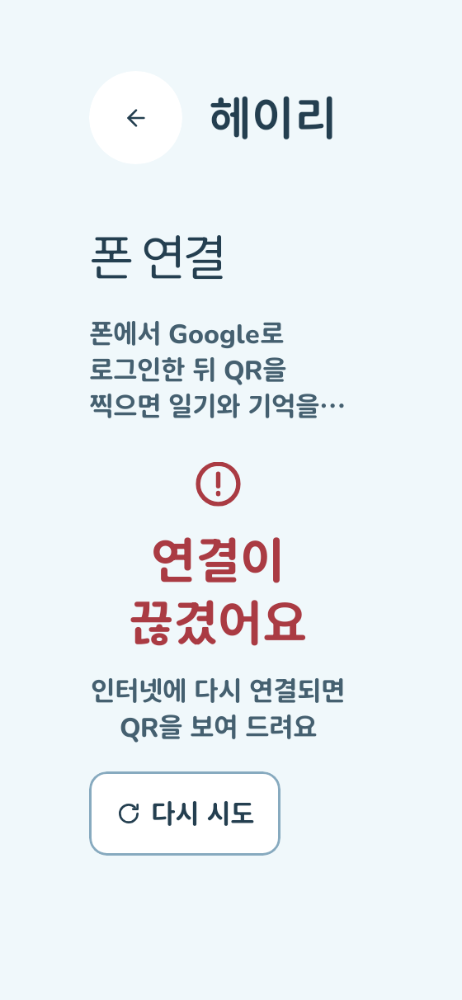 헤이리
폰 연결
폰에서 Google로
로그인한 뒤 QR을
찍으면 일기와 기억을…
연결이
끊겼어요
인터넷에 다시 연결되면
QR을 보여 드려요
다시 시도